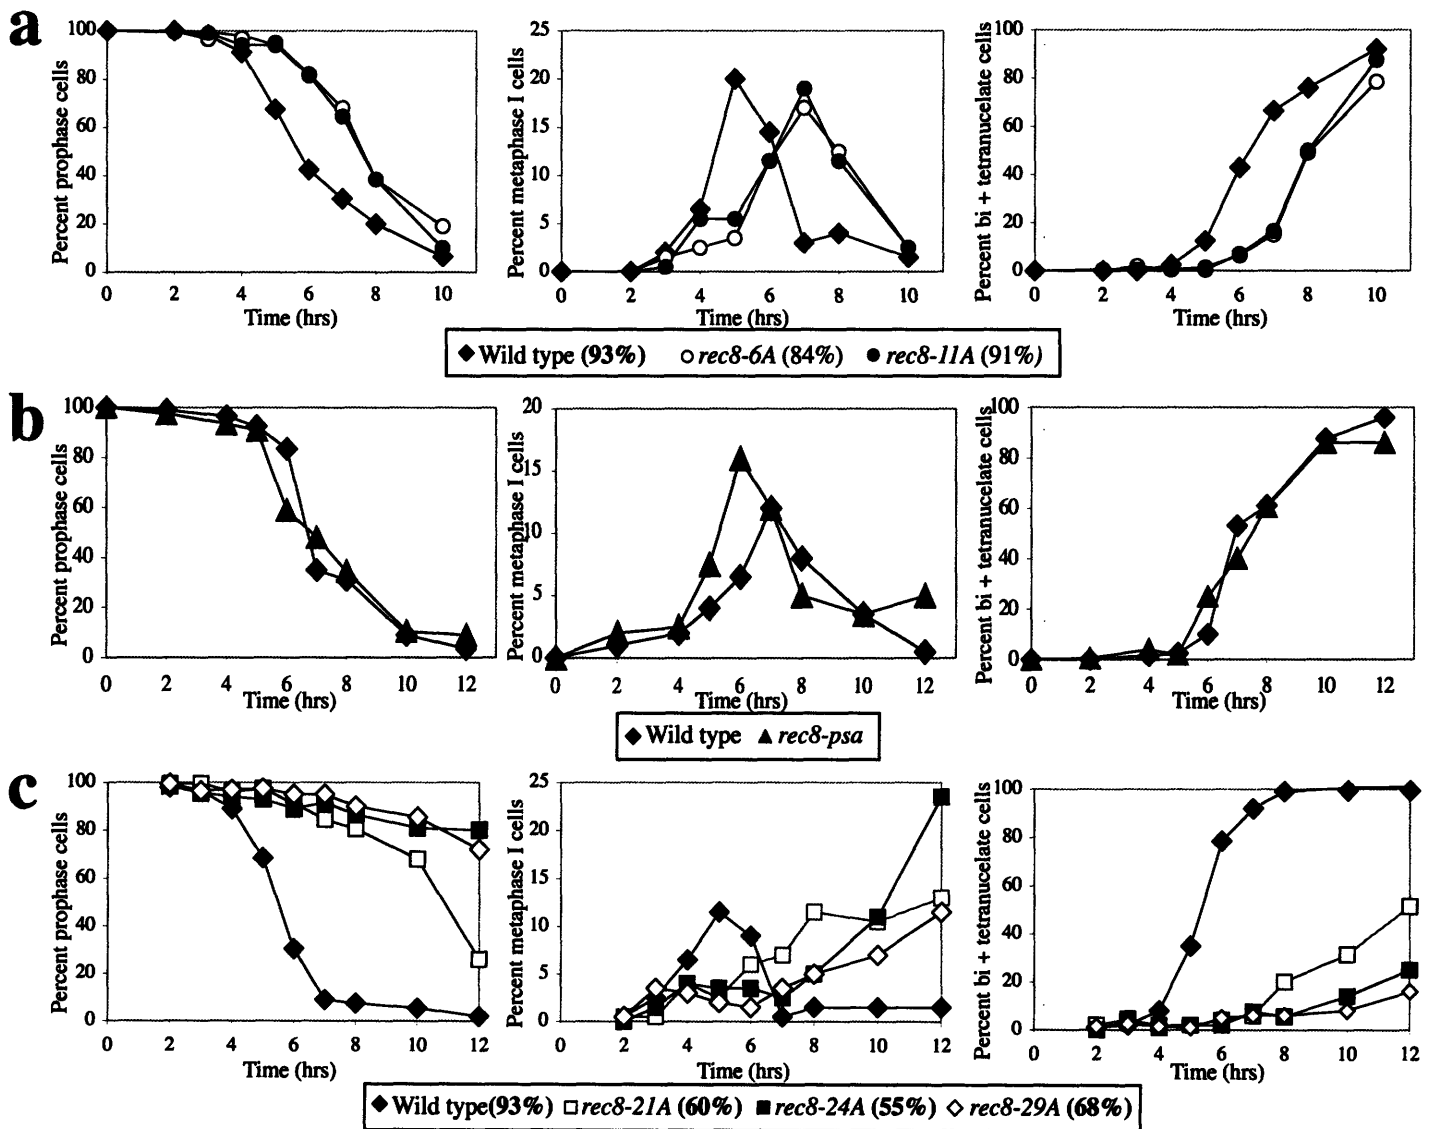 a
Percent prophase cells
100
80
60
40
20
0
0 2 4 6 8 10
Time (hrs)
Percent metaphase I cells
25
20
15
10
5
0
0 2 4 6 8 10
Time (hrs)
Percent bi + tetranucelate cells
100
80
60
40
20
0
0 2 4 6 8 10
Time (hrs)
Wild type (93%) rec8-6A (84%) rec8-11A (91%)
b
Percent prophase cells
100
80
60
40
20
0
0 2 4 6 8 10 12
Time (hrs)
Percent metaphase I cells
20
15
10
5
0
0 2 4 6 8 10 12
Time (hrs)
Percent bi + tetranucelate cells
100
80
60
40
20
0
0 2 4 6 8 10 12
Time (hrs)
Wild type rec8-psa
c
Percent prophase cells
100
80
60
40
20
0
0 2 4 6 8 10 12
Time (hrs)
Percent metaphase I cells
25
20
15
10
5
0
0 2 4 6 8 10 12
Time (hrs)
Percent bi + tetranucelate cells
100
80
60
40
20
0
0 2 4 6 8 10 12
Time (hrs)
Wild type(93%) rec8-21A (60%) rec8-24A (55%) rec8-29A (68%)